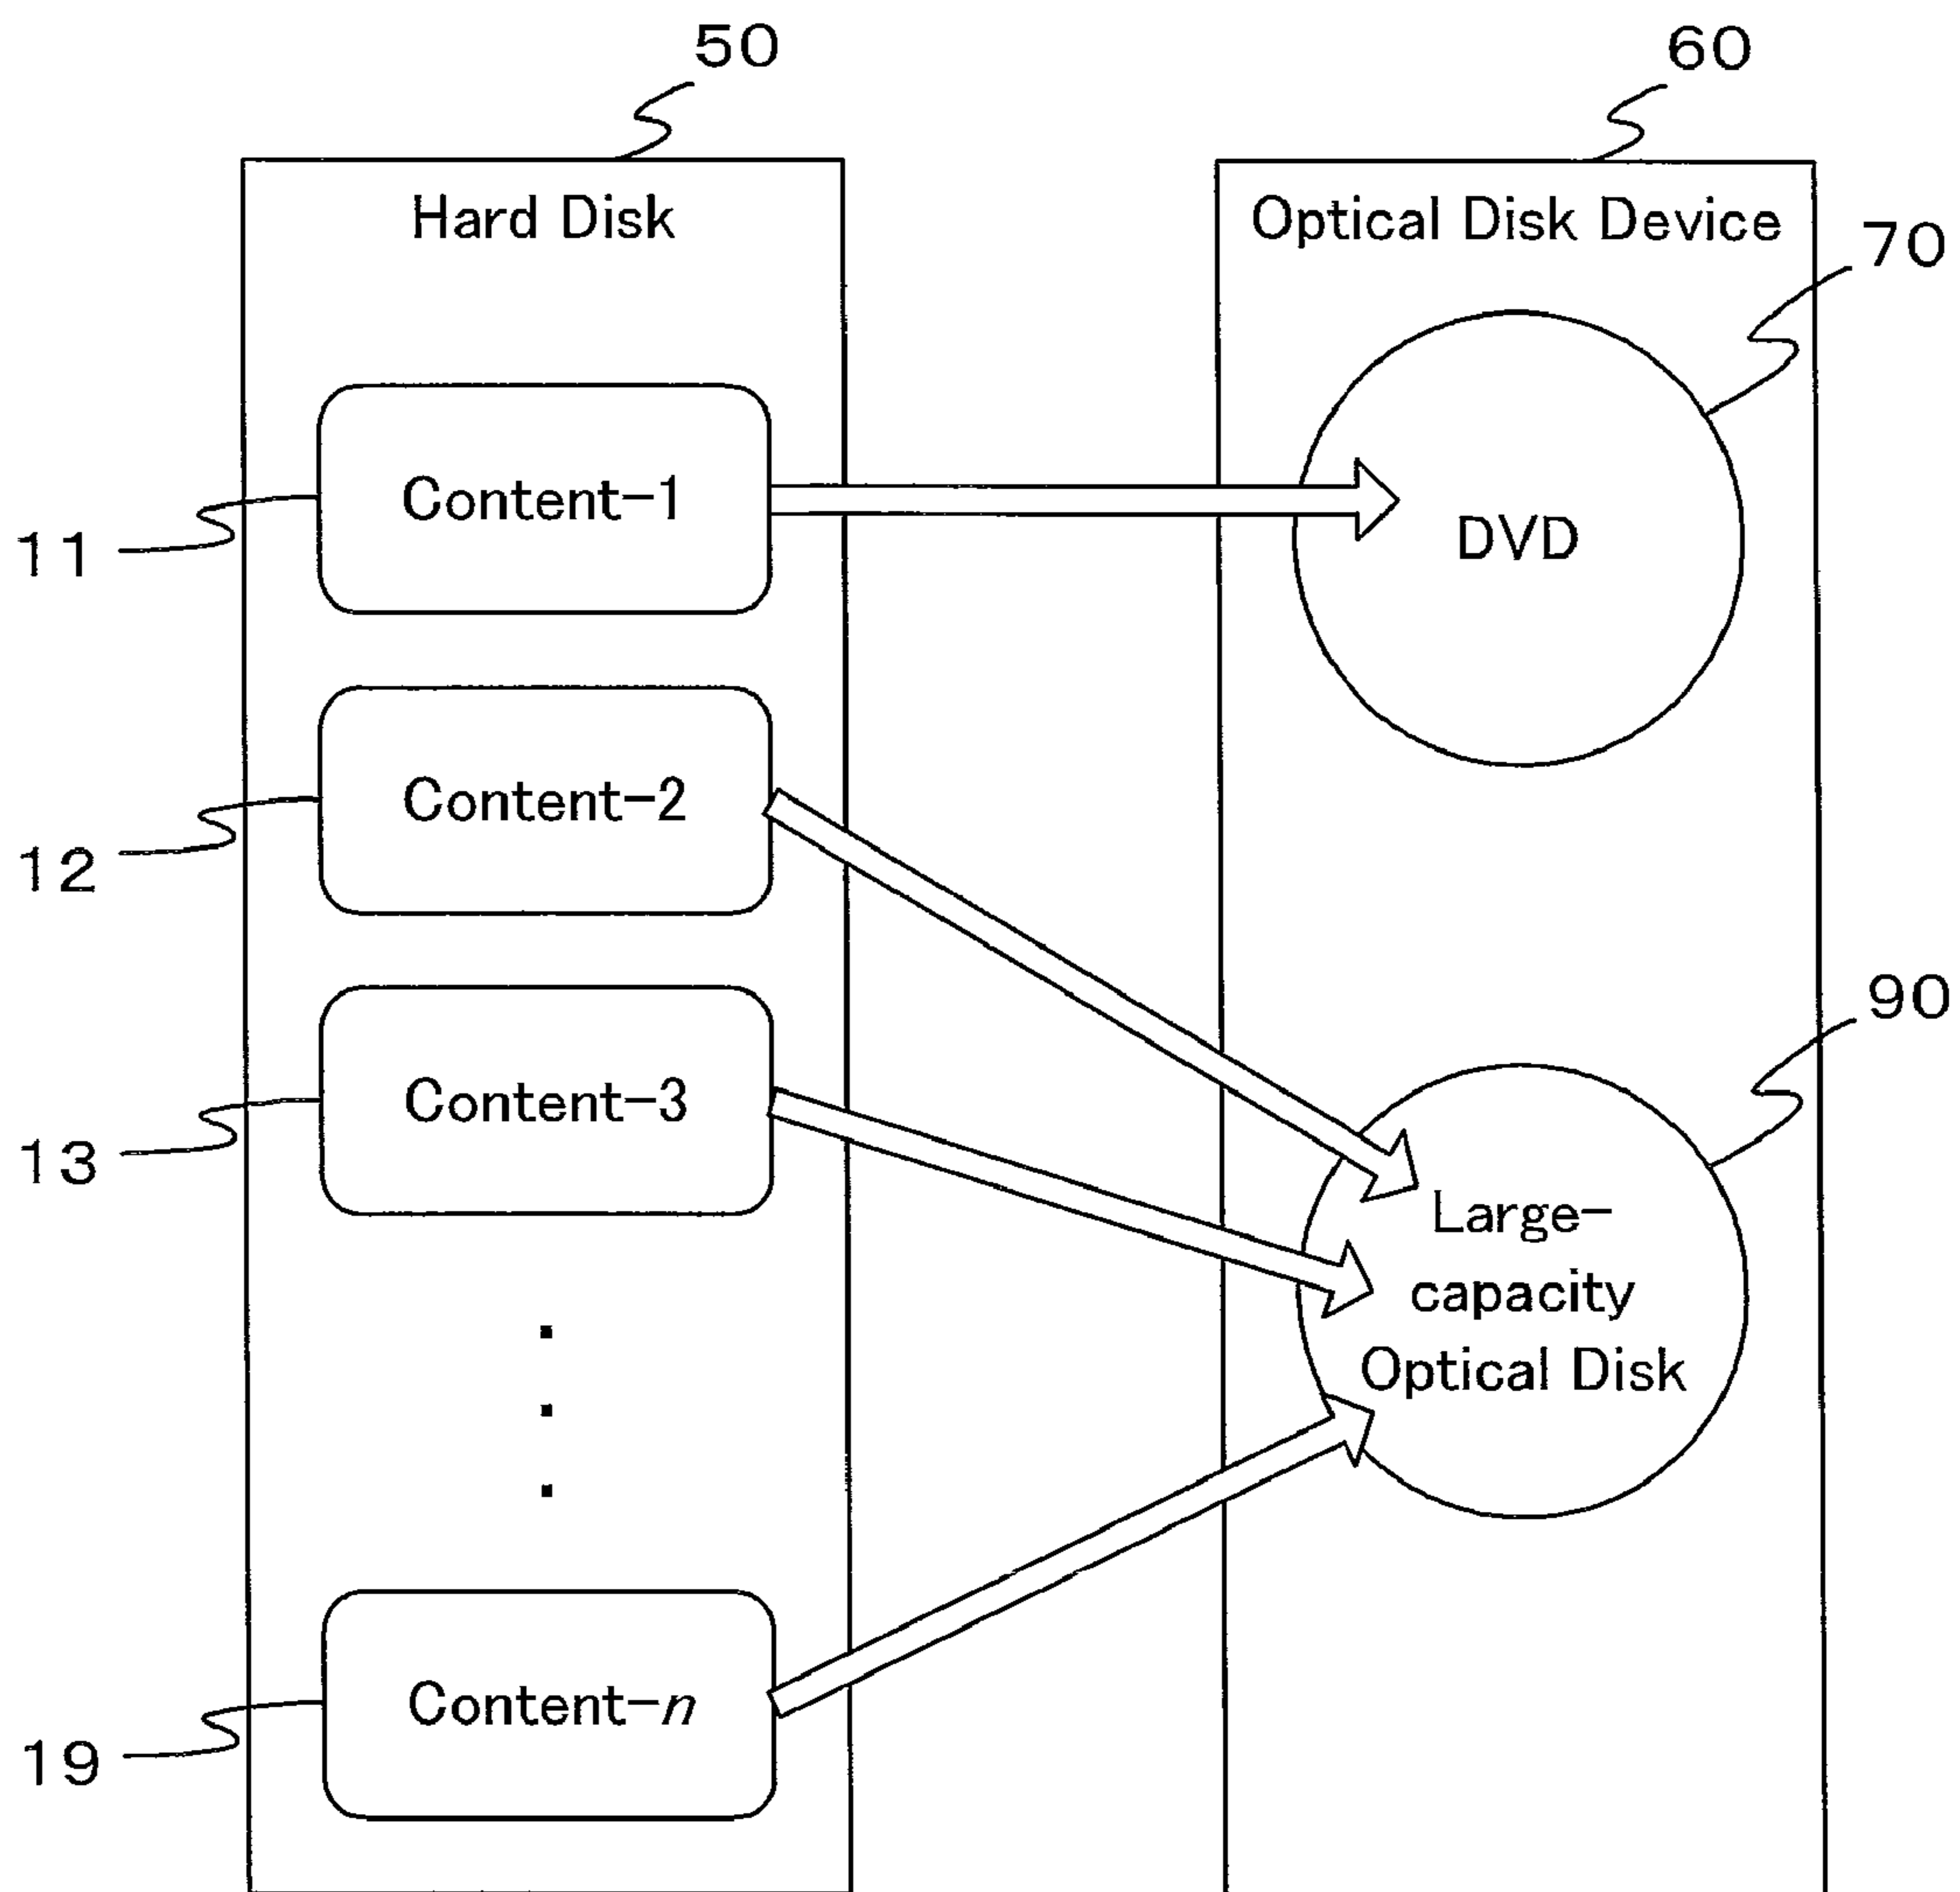 50
60
Hard Disk
Optical Disk Device
70
Content-1
DVD
11
Content-2
12
90
Content-3
13
Large-
capacity
Optical Disk
Content-n
19